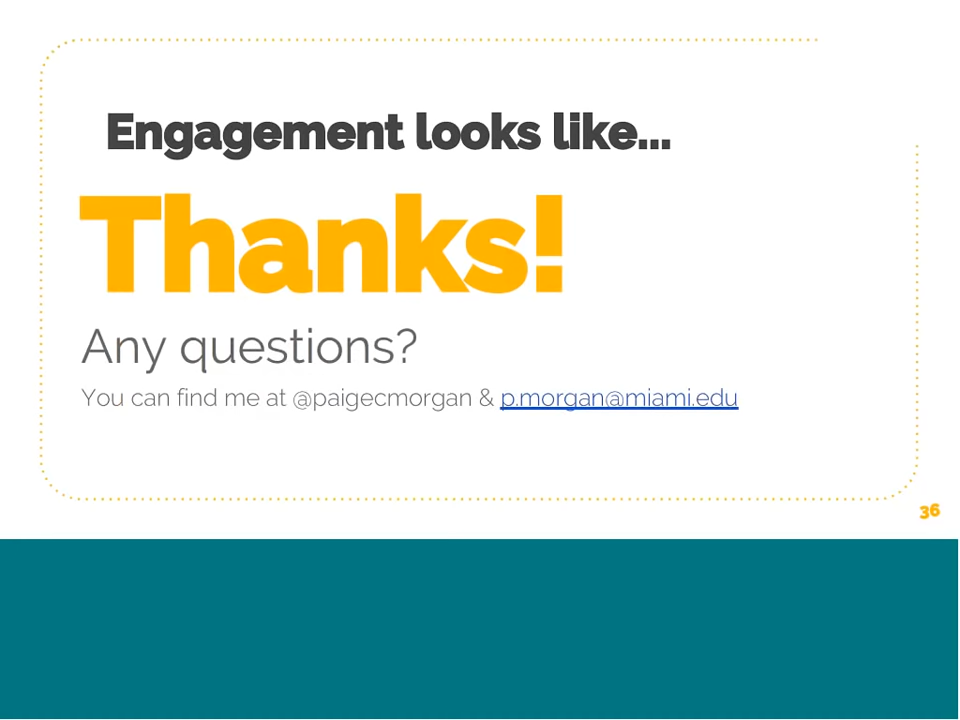 Engagement looks like...
Thanks!
Any questions?
You can find me at @paigecmorgan & p.morgan@miami.edu
36